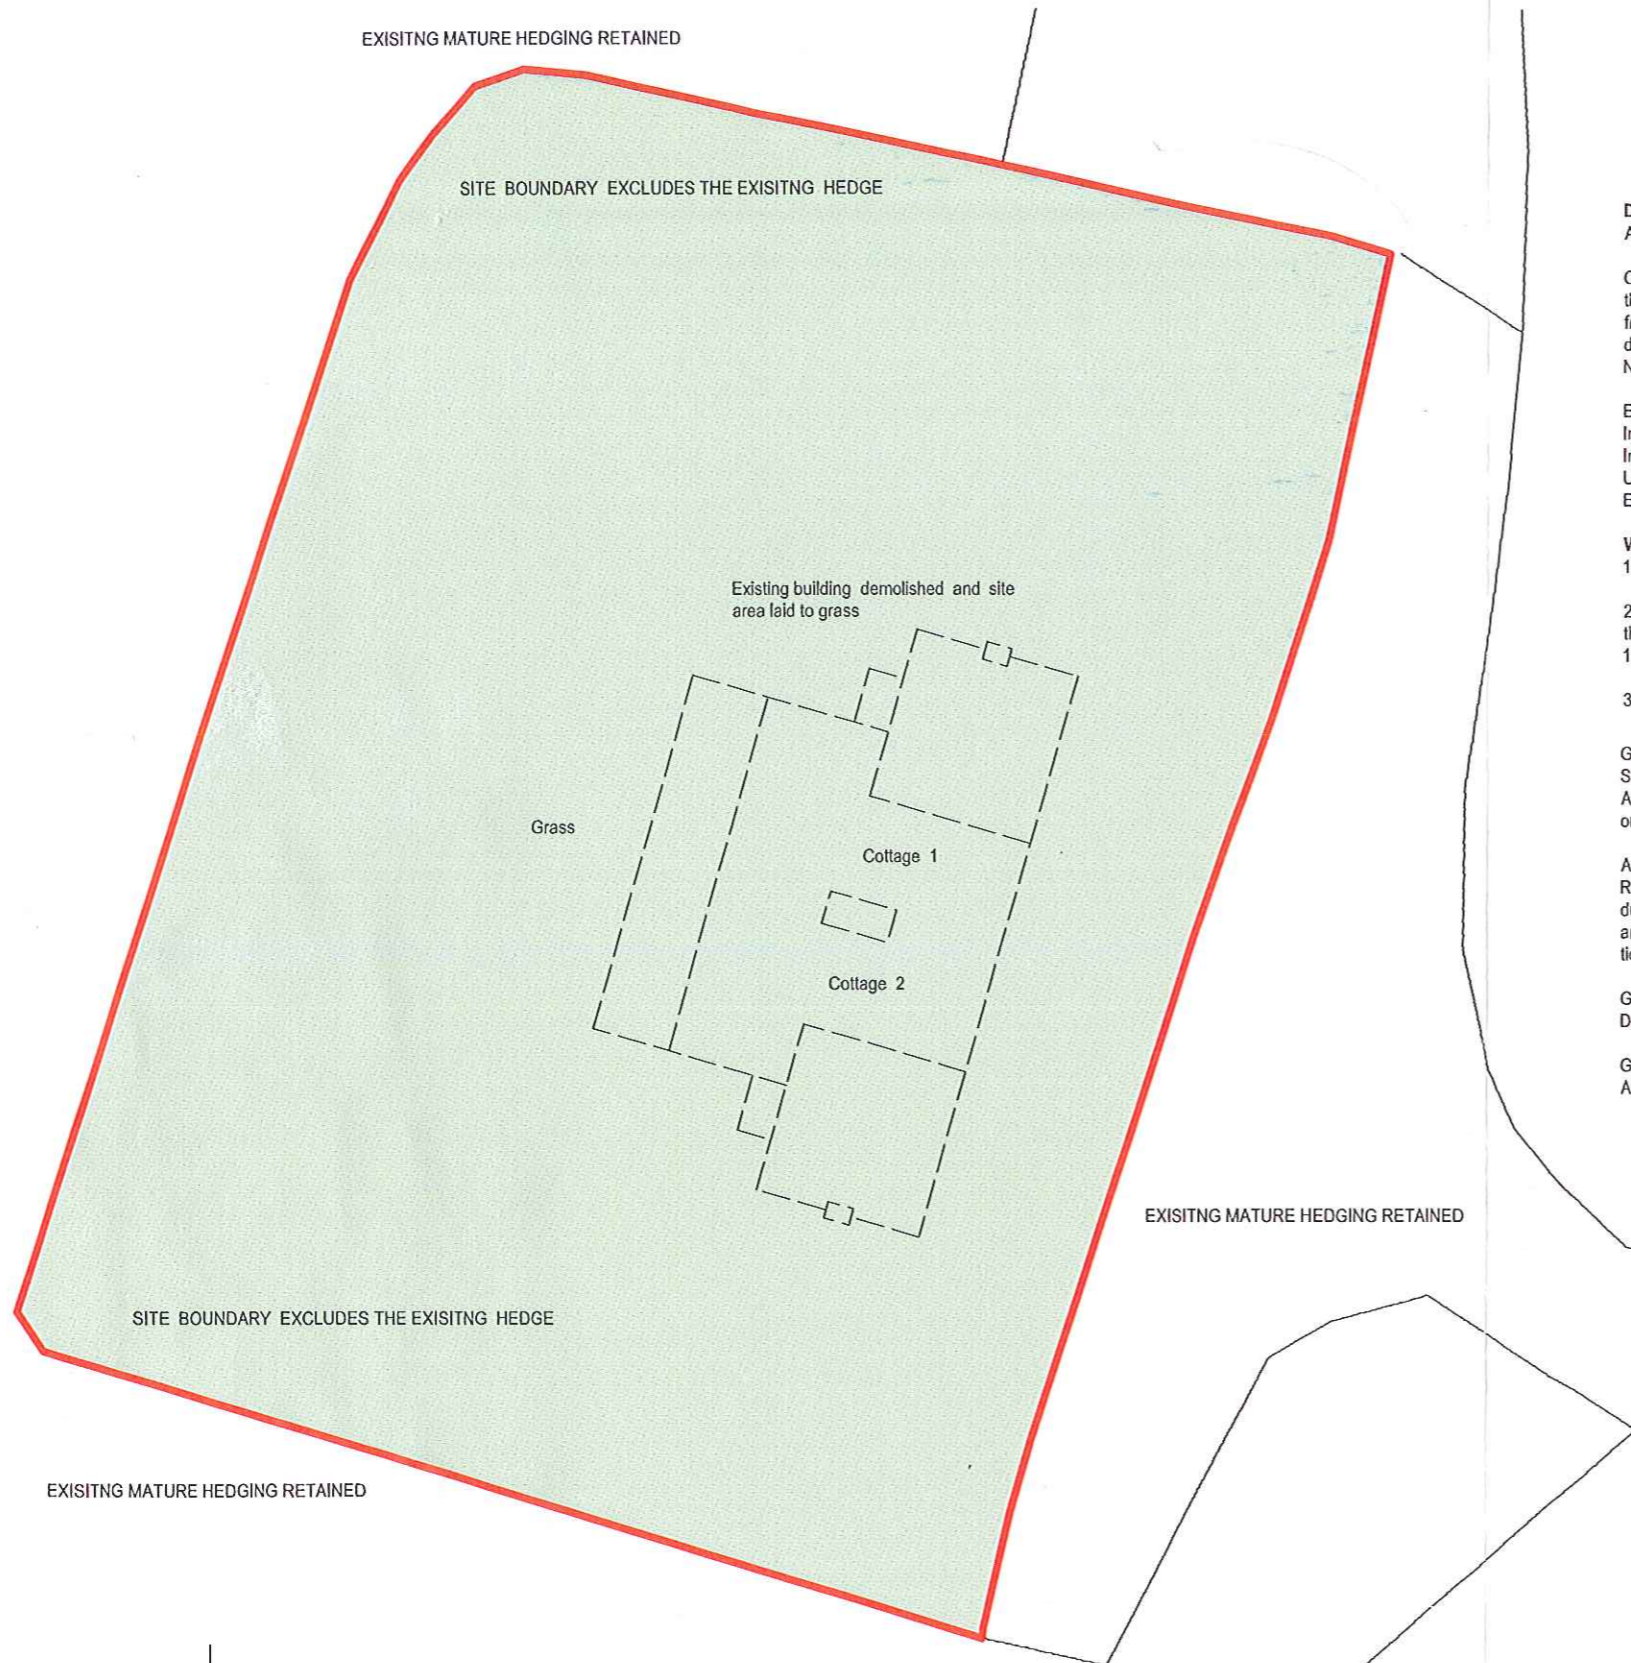 EXISITNG MATURE HEDGING RETAINED
SITE BOUNDARY EXCLUDES THE EXISITNG HEDGE
Existing building demolished and site
area laid to grass
Grass
Cottage 1
Cottage 2
EXISITNG MATURE HEDGING RETAINED
SITE BOUNDARY EXCLUDES THE EXISITNG HEDGE
EXISITNG MATURE HEDGING RETAINED